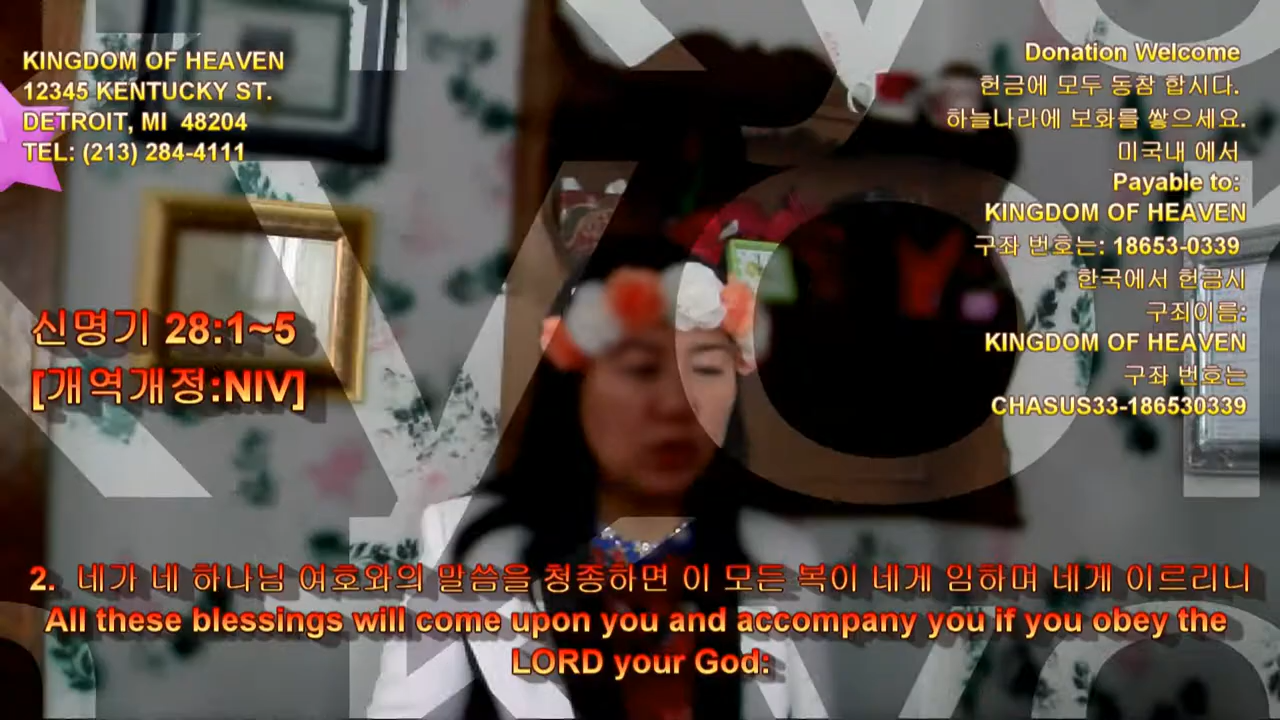 KINGDOM OF HEAVEN
12345 KENTUCKY ST.
DETROIT, MI 48204
TEL: (213) 284-4111
Donation Welcome
헌금에 모두 동참 합시다.
하늘나라에 보화를 쌓으세요.
미국내 에서
Payable to:
KINGDOM OF HEAVEN
구좌 번호는: 18653-0339
한국에서 헌금시
구죄이름:
KINGDOM OF HEAVEN
구좌 번호는
CHASUS33-186530339
신명기 28:1~5
[개역개정:NIV]
2. 네가 네 하나님 여호와의 말씀을 청종하면 이 모든 복이 네게 임하며 네게 이르리니
All these blessings will come upon you and accompany you if you obey the
LORD your God: